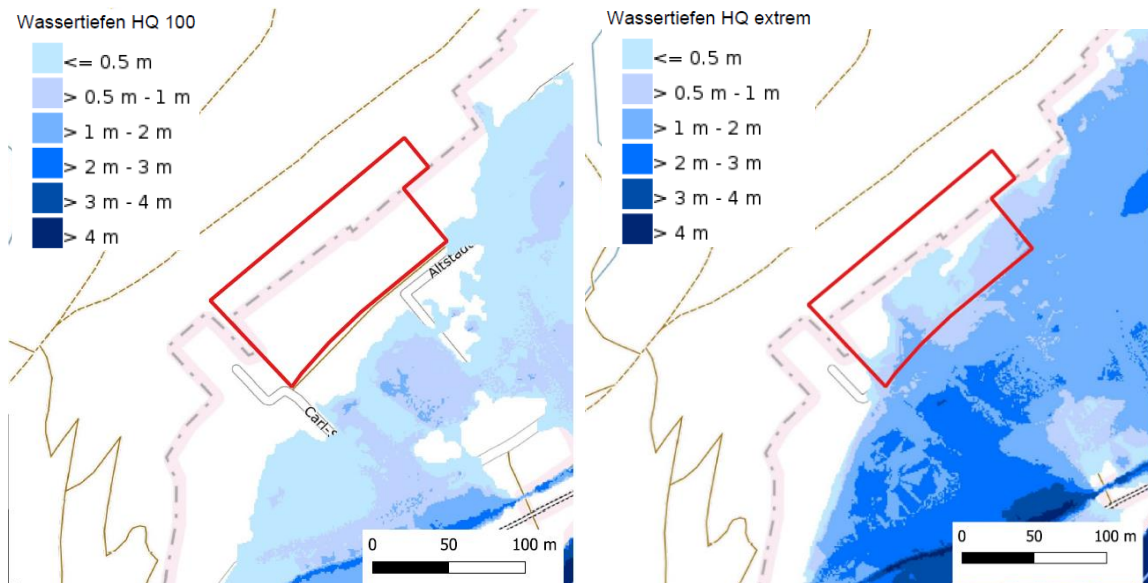 Wassertiefen HQ 100
<= 0.5 m
> 0.5 m - 1 m
> 1 m - 2 m
> 2 m - 3 m
> 3 m - 4 m
> 4 m
Altstad
Carl-S
0 50 100 m
Wassertiefen HQ extrem
<= 0.5 m
> 0.5 m - 1 m
> 1 m - 2 m
> 2 m - 3 m
> 3 m - 4 m
> 4 m
0 50 100 m